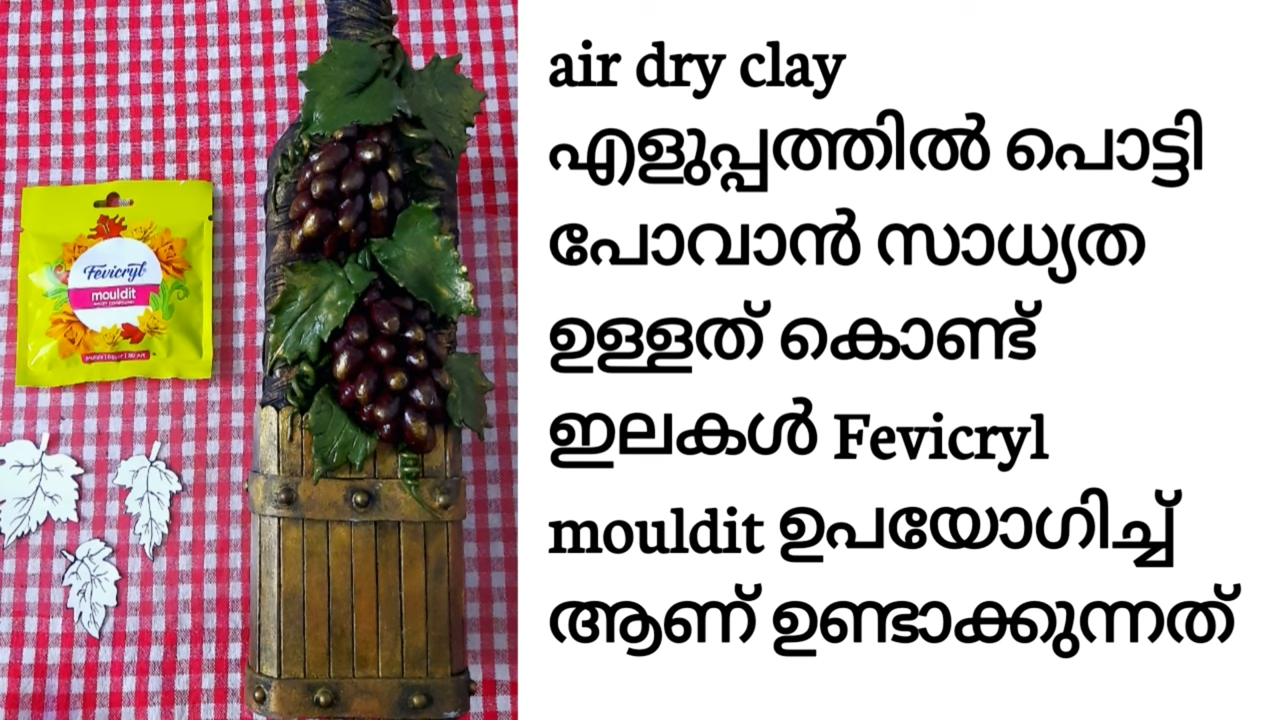 Fevicryl
mouldit
air dry clay
എളുപ്പത്തിൽ പൊട്ടി
പോവാൻ സാധ്യത
ഉള്ളത് കൊണ്ട്
ഇലകൾ Fevicryl
mouldit ഉപയോഗിച്ച്
ആണ് ഉണ്ടാക്കുന്നത്